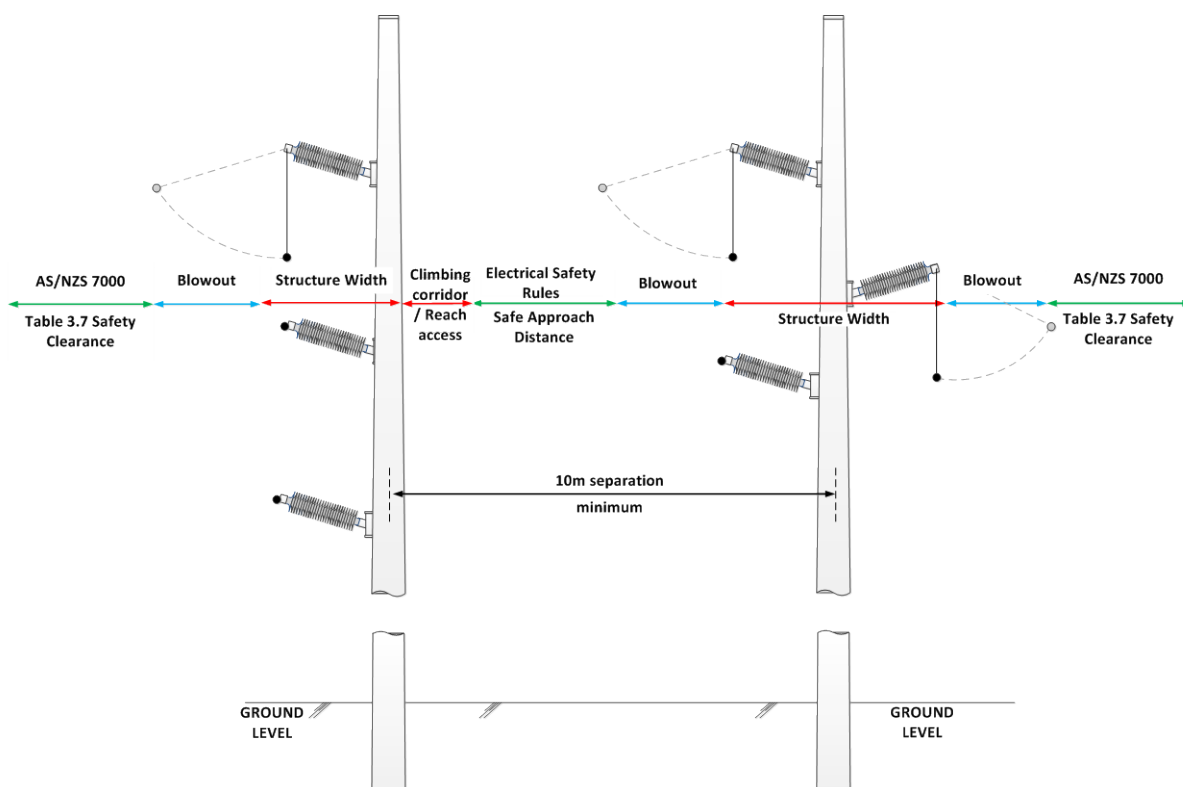 AS/NZS 7000
Table 3.7 Safety
Clearance
Blowout
Structure Width
Climbing
corridor
/ Reach
access
Electrical Safety
Rules
Safe Approach
Distance
Blowout
Structure Width
Blowout
AS/NZS 7000
Table 3.7 Safety
Clearance
10m separation
minimum
GROUND
LEVEL
GROUND
LEVEL